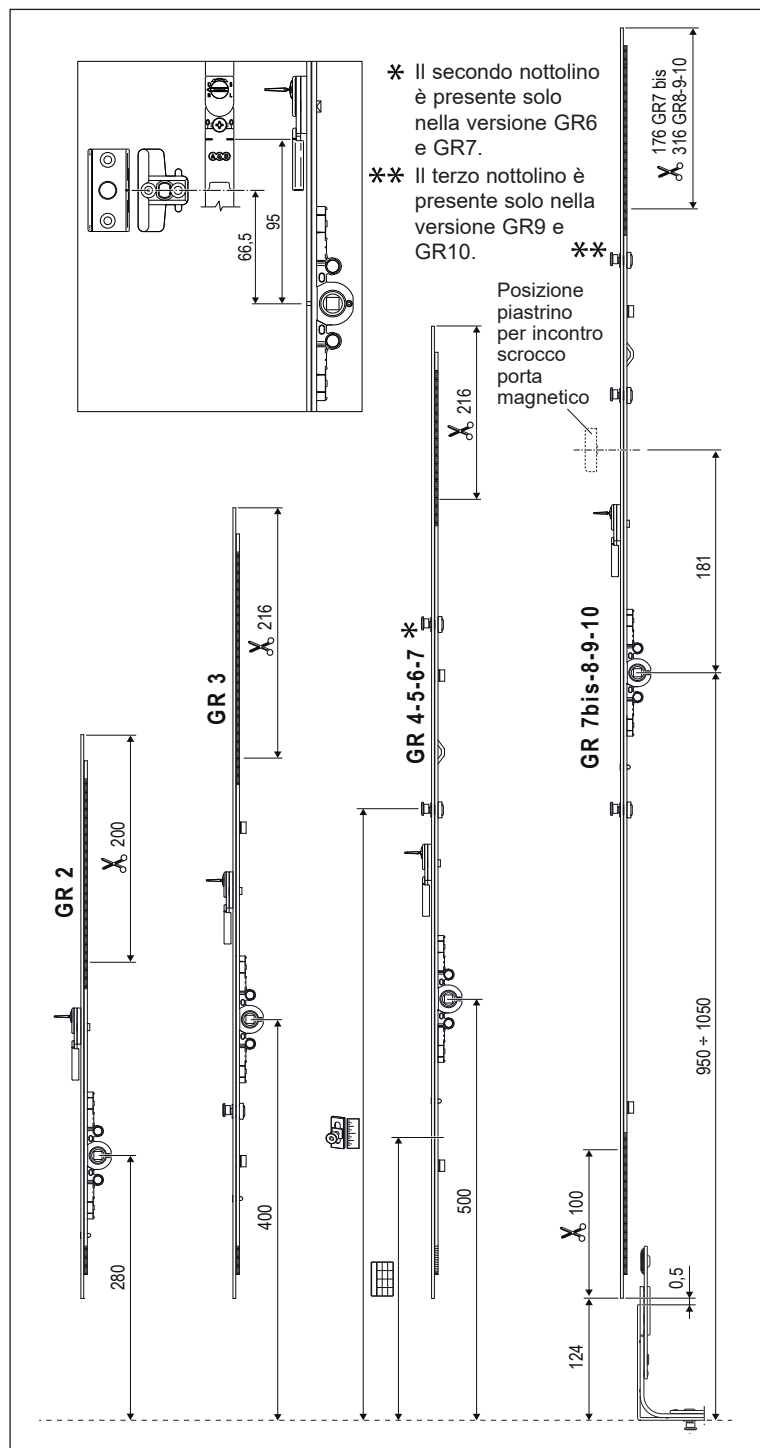 * Il secondo nottolino
è presente solo
nella versione GR6
e GR7.
** Il terzo nottolino è
presente solo nella
versione GR9 e
GR10.
176 GR7 bis
316 GR8-9-10
**
66,5
95
Posizione
piastrino
per incontro
scrocco
porta
magnetico
216
216
181
*
GR 4-5-6-7
GR 7bis-8-9-10
GR 3
200
GR 2
950 ÷ 1050
500
400
280
100
0,5
124